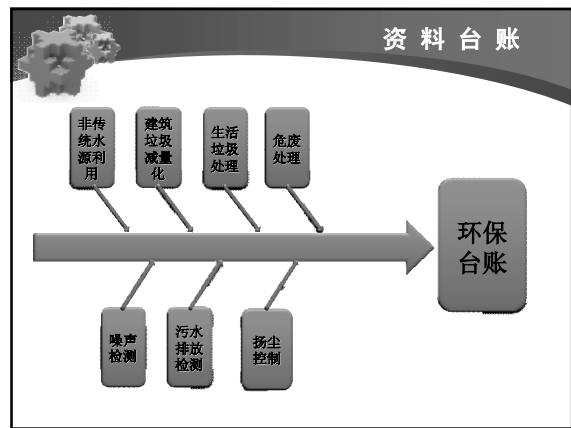 资料台账
非传
统水
源利
用
建筑
垃圾
减量
化
生活
垃圾
处理
危废
处理
环保
台账
噪声
检测
污水
排放
检测
扬尘
控制